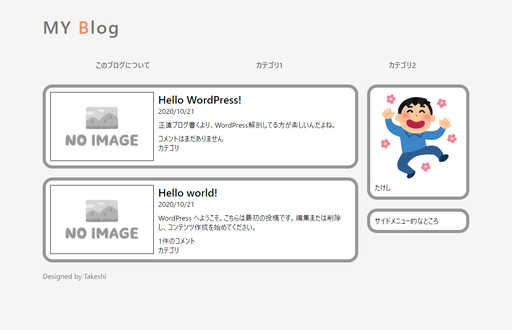 MY Blog
このブログについて
カテゴリ1
カテゴリ2
NO IMAGE
Hello WordPress!
2020/10/21
正直ブログ書くより、WordPress解剖してる方が楽しいんだよね。
コメントはまだありません
カテゴリ
NO IMAGE
Hello world!
2020/10/21
WordPress へようこそ。こちらは最初の投稿です。編集または削除
し、コンテンツ作成を始めてください。
1件のコメント
カテゴリ
たけし
サイドメニュー的なところ
Designed by Takeshi